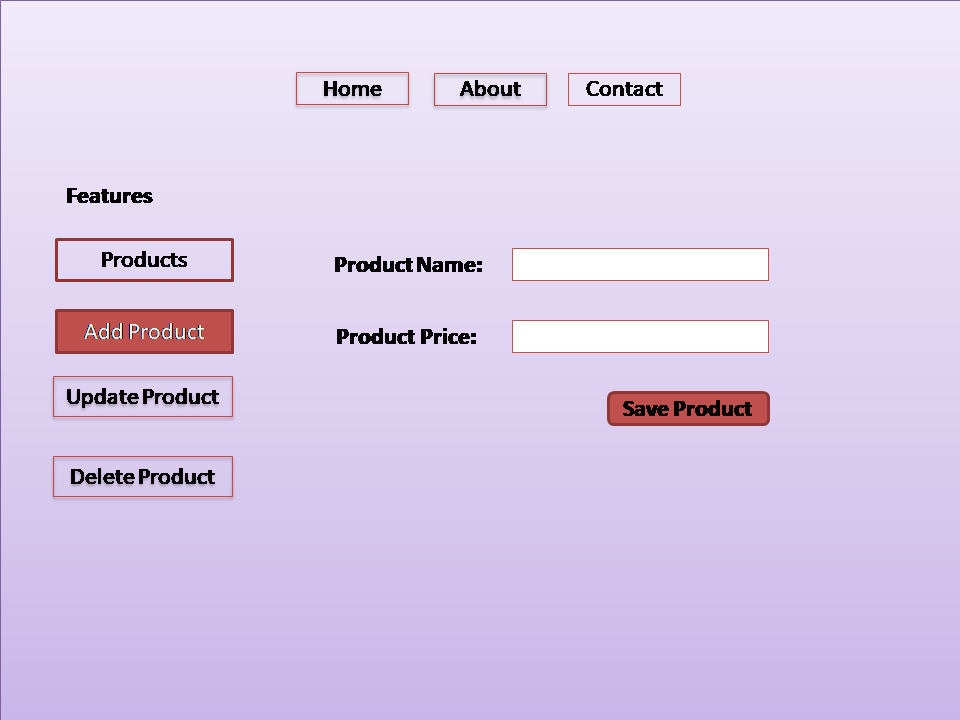 Home About Contact
Features
Products
Product Name:
Add Product
Product Price:
Update Product
Save Product
Delete Product